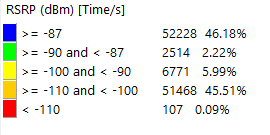 RSRP (dBm) [Time/s]
>= -87 52228 46.18%
>= -90 and < -87 2514 2.22%
>= -100 and < -90 6771 5.99%
>= -110 and < -100 51468 45.51%
< -110 107 0.09%